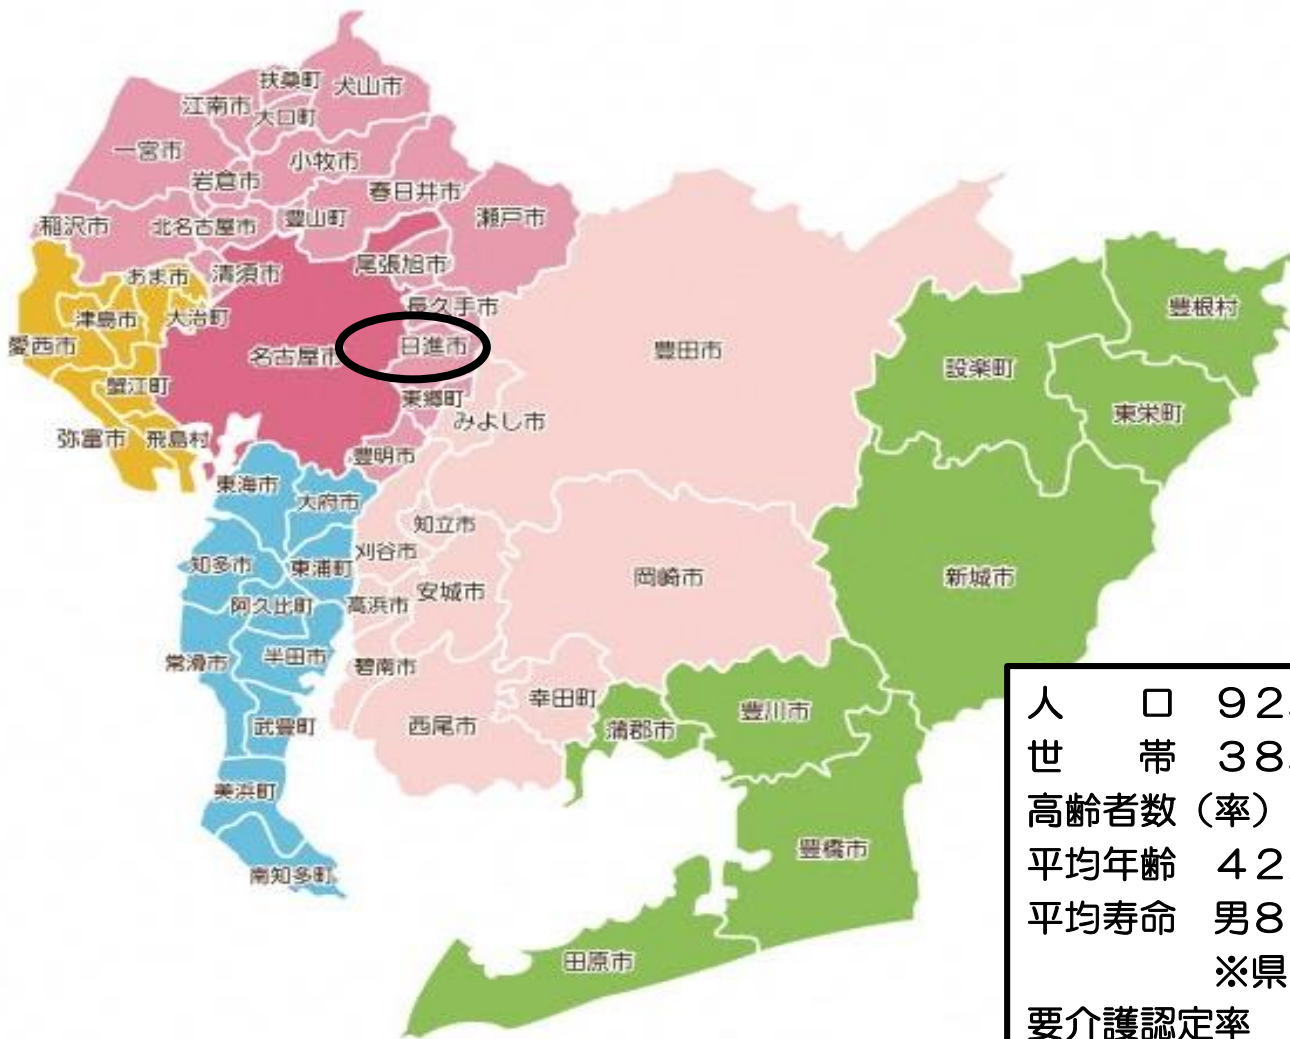 扶桑町
犬山市
江南市
大口町
一宮市
小牧市
岩倉市
春日井市
稲沢市
北名古屋市
豊山町
瀬戸市
あま市
清須市
尾張旭市
津島市
大治町
長久手市
愛西市
名古屋市
日進市
豊田市
豊根村
設楽町
蟹江町
東郷町
東栄町
みよし市
弥富市
飛島村
豊明市
東海市
大府市
知立市
知多市
東浦町
刈谷市
岡崎市
新城市
安城市
阿久比町
高浜市
常滑市
半田市
碧南市
幸田町
武豊町
西尾市
蒲郡市
豊川市
美浜町
豊橋市
南知多町
田原市
人口 92
世帯 38
高齢者数(率)
平均年齢 42
平均寿命 男8
※県
要介護認定率